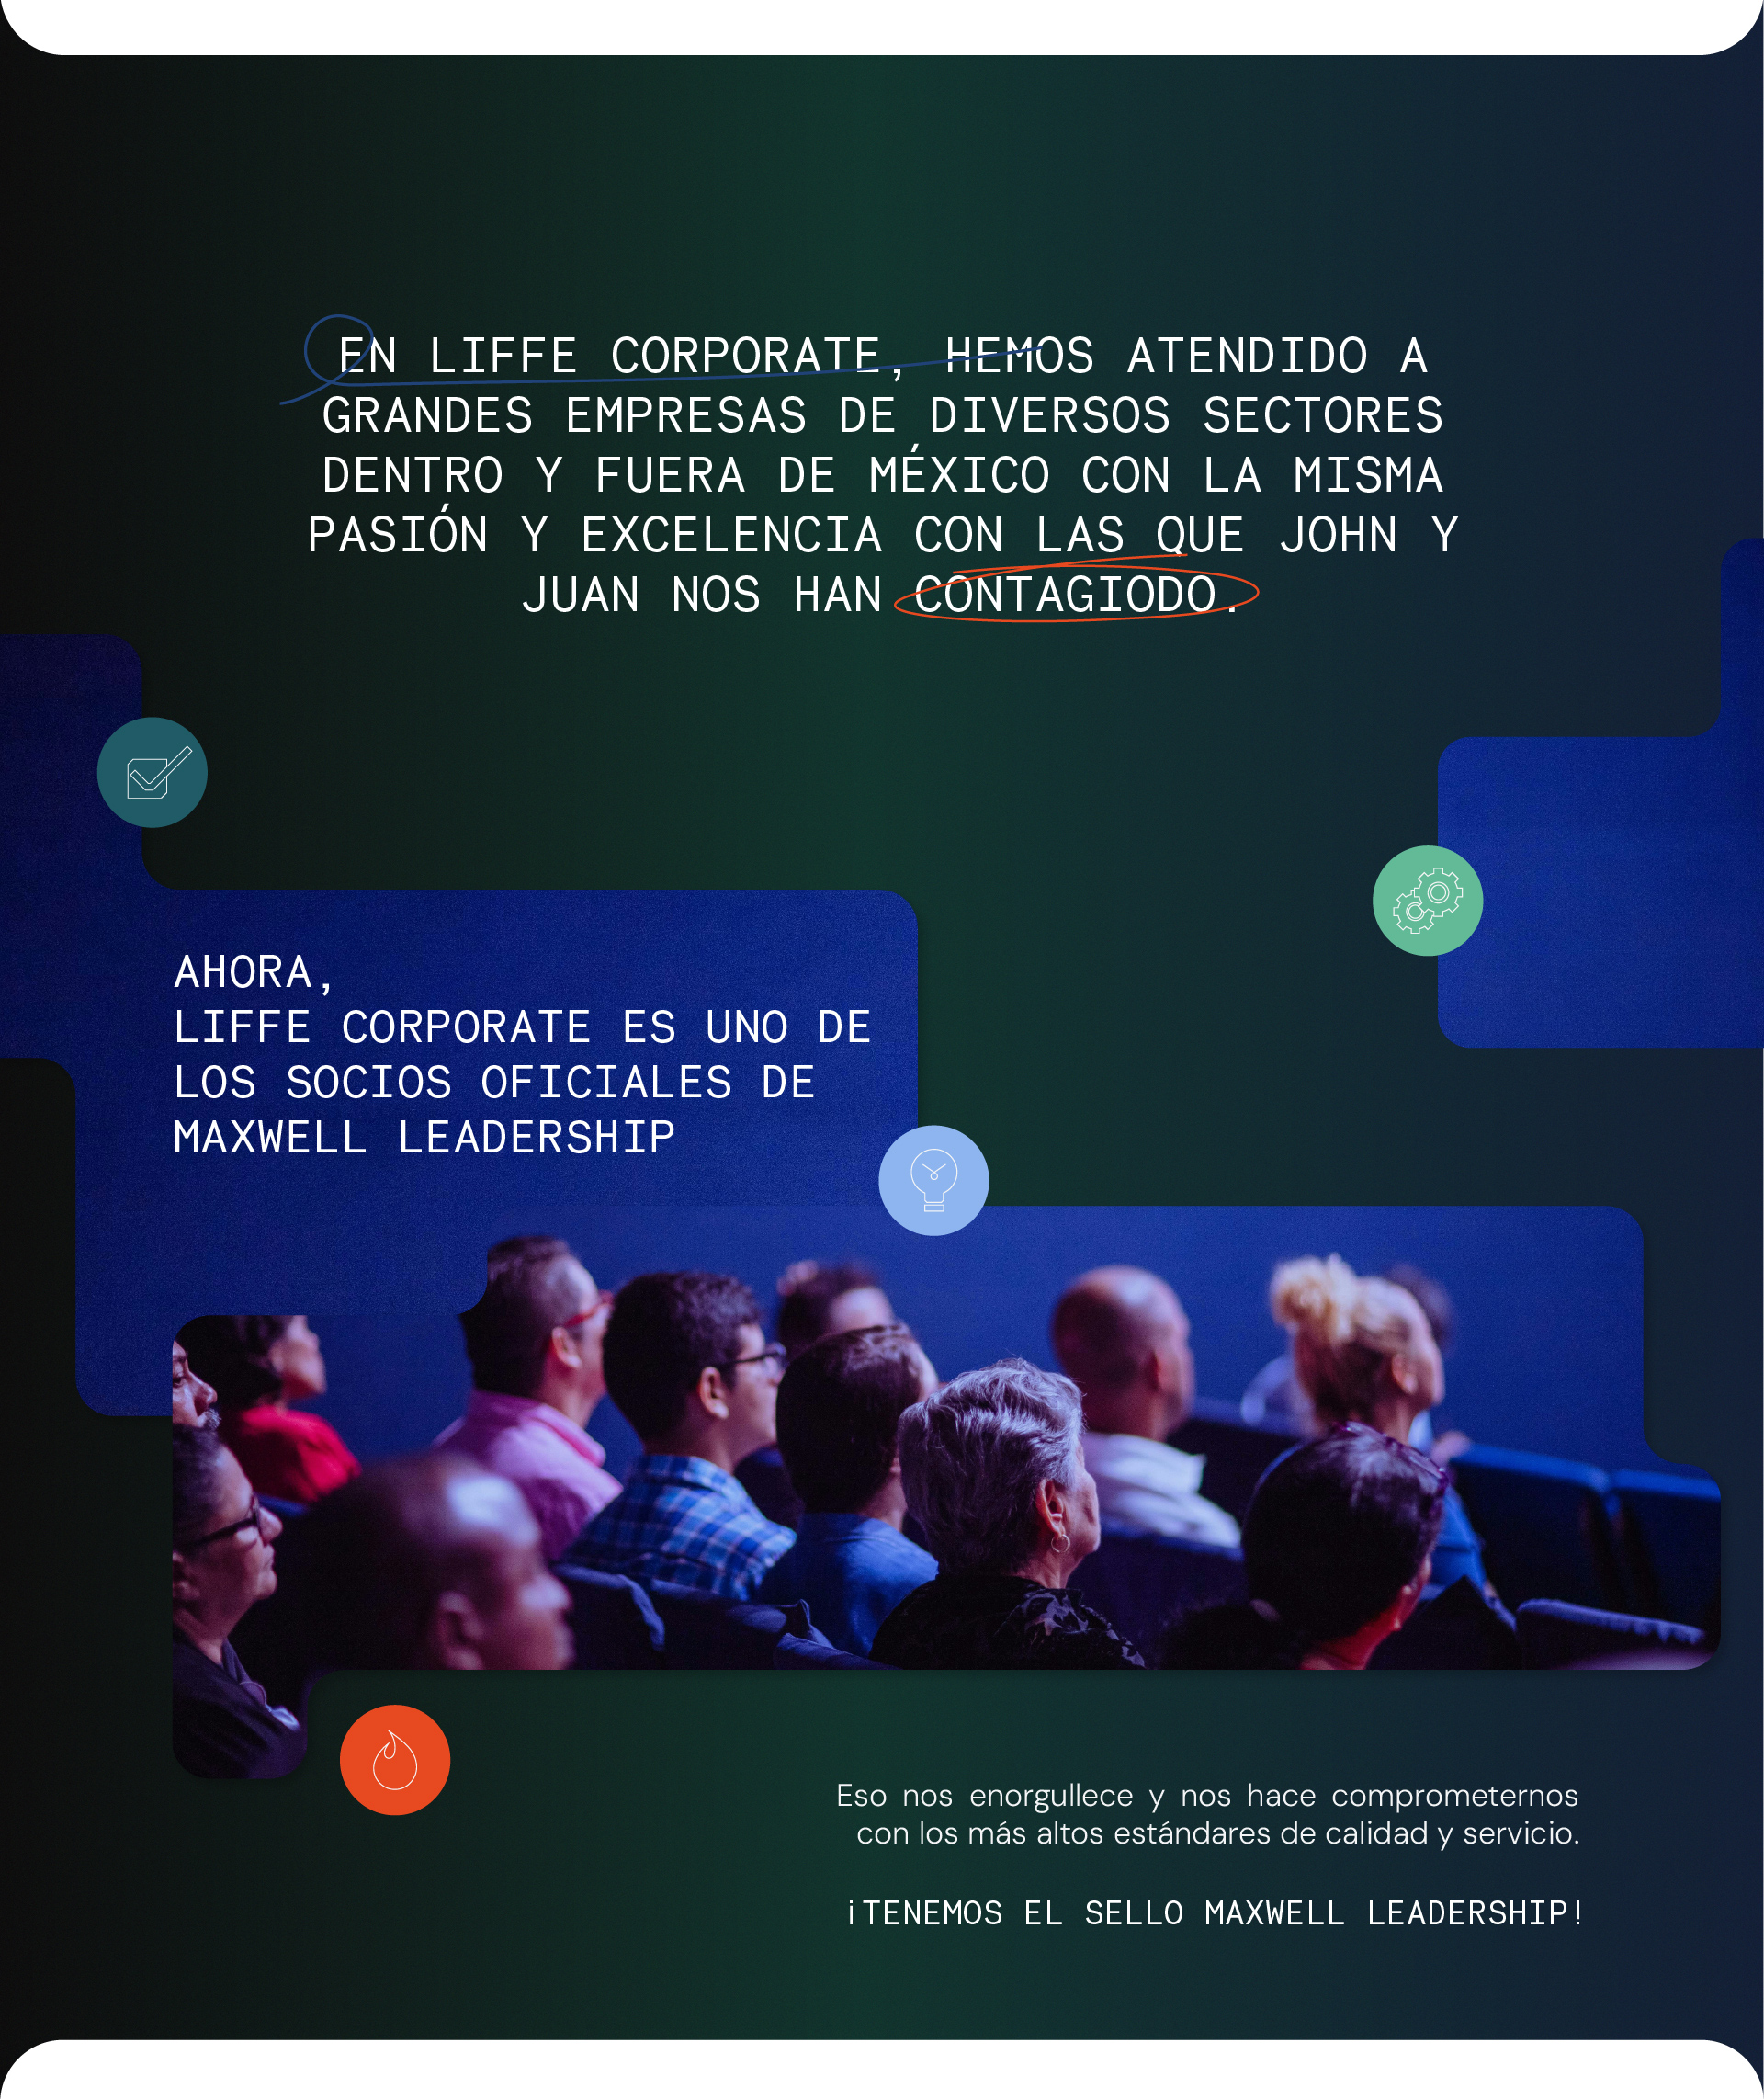 EN LIFFE CORPORATE, HEMOS ATENDIDO A
GRANDES EMPRESAS DE DIVERSOS SECTORES
DENTRO Y FUERA DE MÉXICO CON LA MISMA
PASIÓN Y EXCELENCIA CON LAS QUE JOHN Y
JUAN NOS HAN CONTAGIODO.
AHORA,
LIFFE CORPORATE ES UNO DE
LOS SOCIOS OFICIALES DE
MAXWELL LEADERSHIP
Eso nos enorgullece y nos hace comprometernos
con los más altos estándares de calidad y servicio.
¡TENEMOS EL SELLO MAXWELL LEADERSHIP!